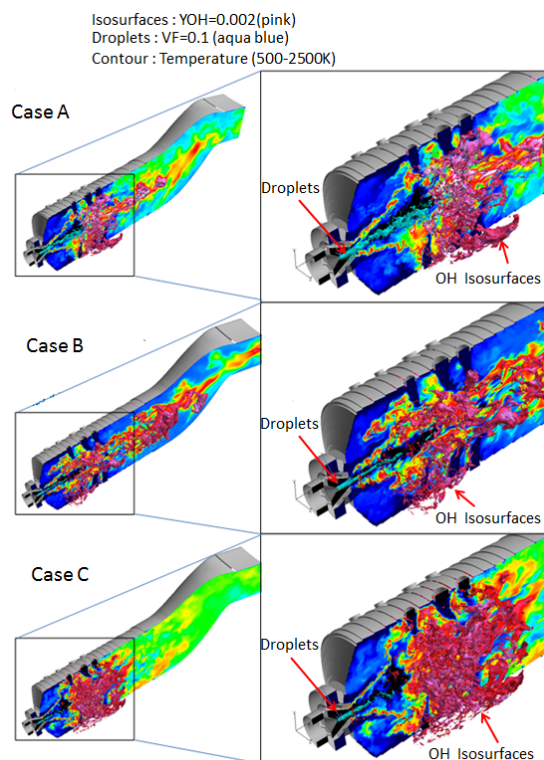 Isosurfaces : YOH=0.002(pink)
Droplets : VF=0.1 (aqua blue)
Contour : Temperature (500-2500K)
Case A
Droplets
OH Isosurfaces
Case B
Droplets
OH Isosurfaces
Case C
Droplets
OH Isosurfaces